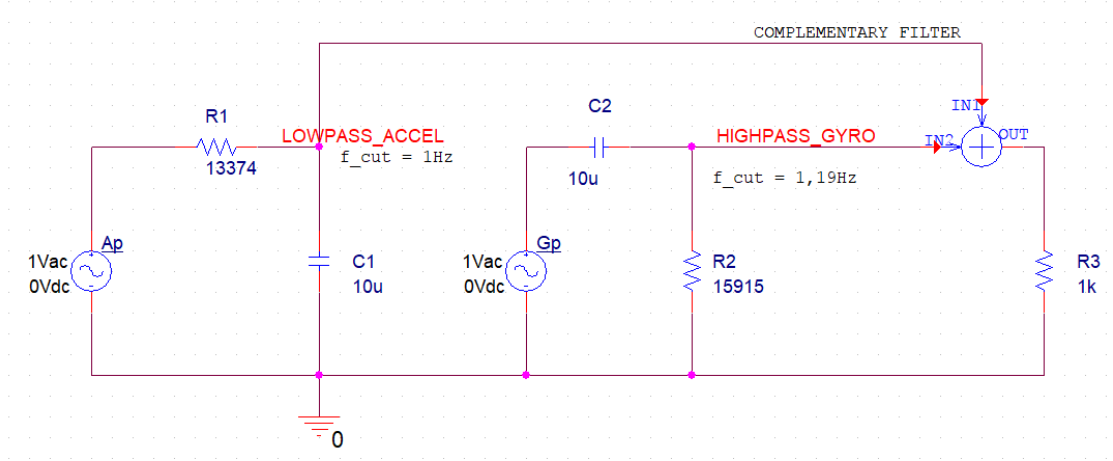 COMPLEMENTARY FILTER
R1
13374
LOWPASS_ACCEL
f_cut = 1Hz
C2
10u
HIGHPASS_GYRO
f_cut = 1,19Hz
IN1
IN2
OUT
Ap
1Vac
0Vdc
C1
10u
Gp
1Vac
0Vdc
R2
15915
R3
1k
0